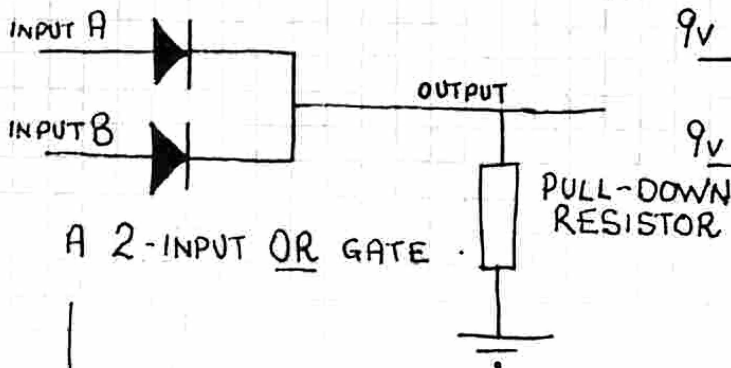 INPUT A
9V
OUTPUT
INPUT B
9V
PULL-DOWN
RESISTOR
A 2-INPUT OR GATE